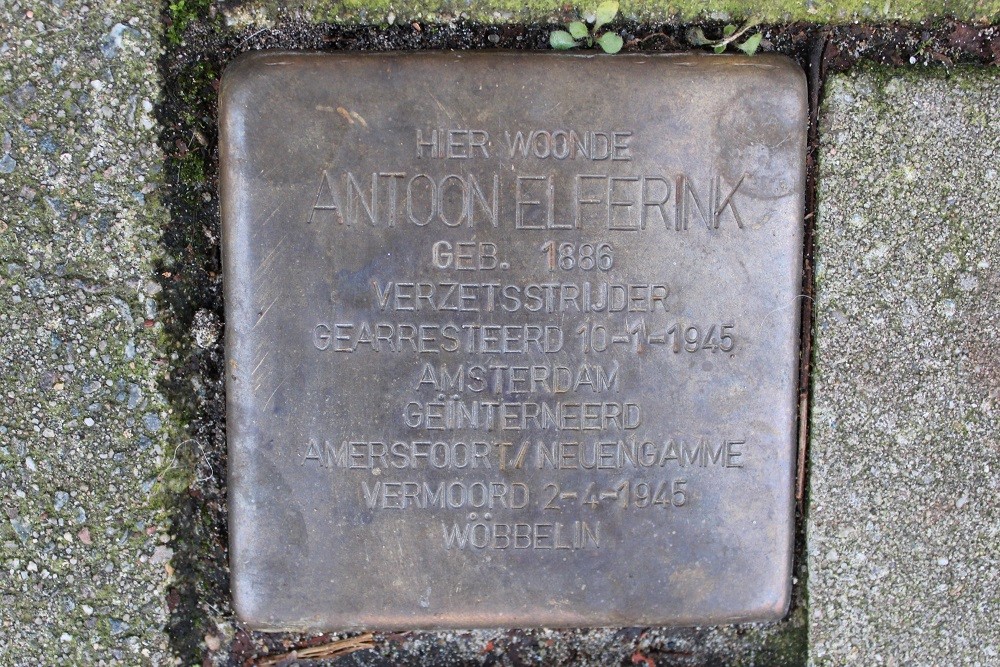 HIER WOONDE
ANTOON ELFERINK
GEB. 1886
VERZETSSTRIJDER
GEARRESTEERD 10-1-1945
AMSTERDAM
GEÏNTERNEERD
AMERSFOORT/NEUENGAMME
VERMOORD 2-4-1945
WÖBBELIN